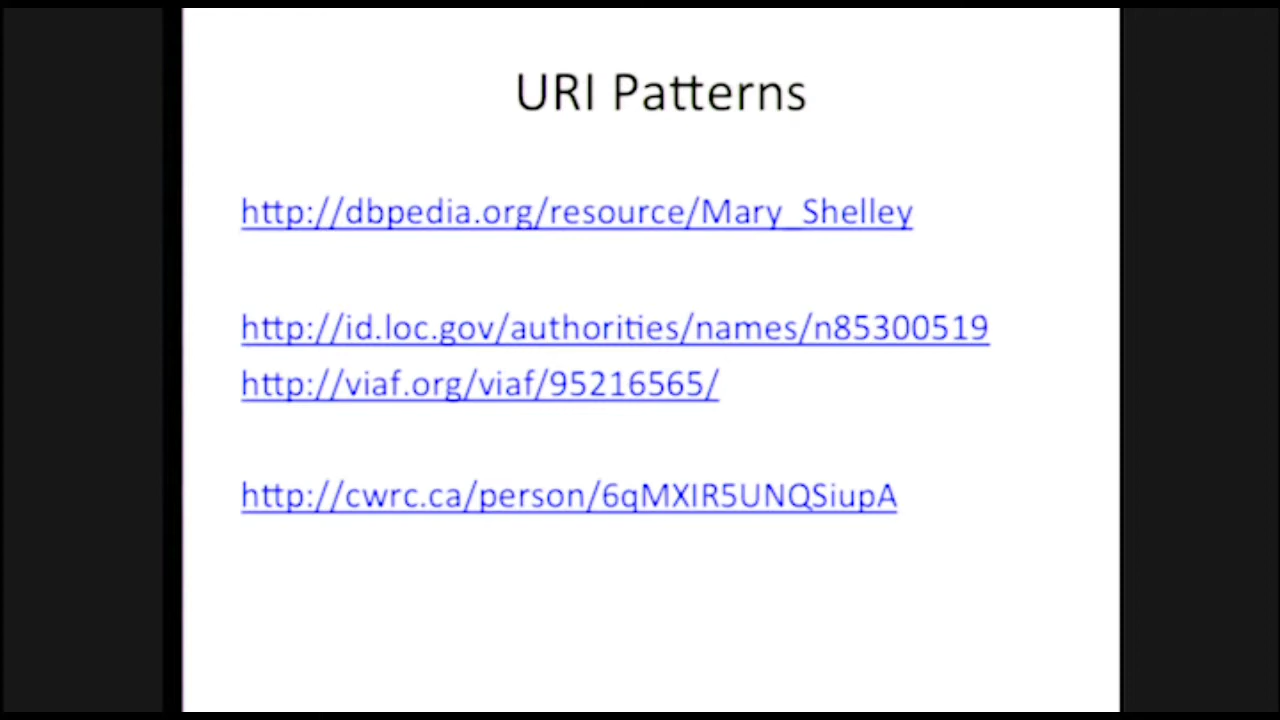 URI Patterns
http://dbpedia.org/resource/Mary_Shelley
http://id.loc.gov/authorities/names/n85300519
http://viaf.org/viaf/95216565/
http://cwrc.ca/person/6qMXIR5UNQSiupA